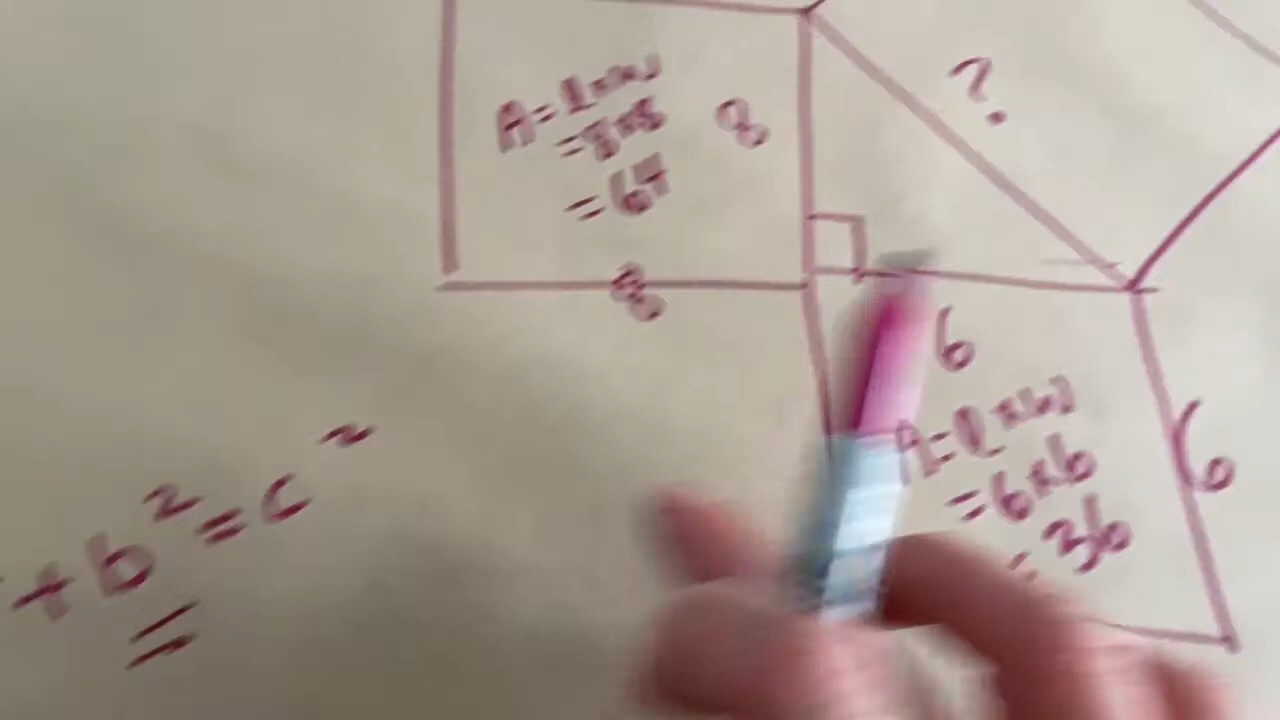 A = l × w
= 8 × 8
= 64
8
8
?
6
A = l × w
= 6 × 6
= 36
6
+ b² = c²
=